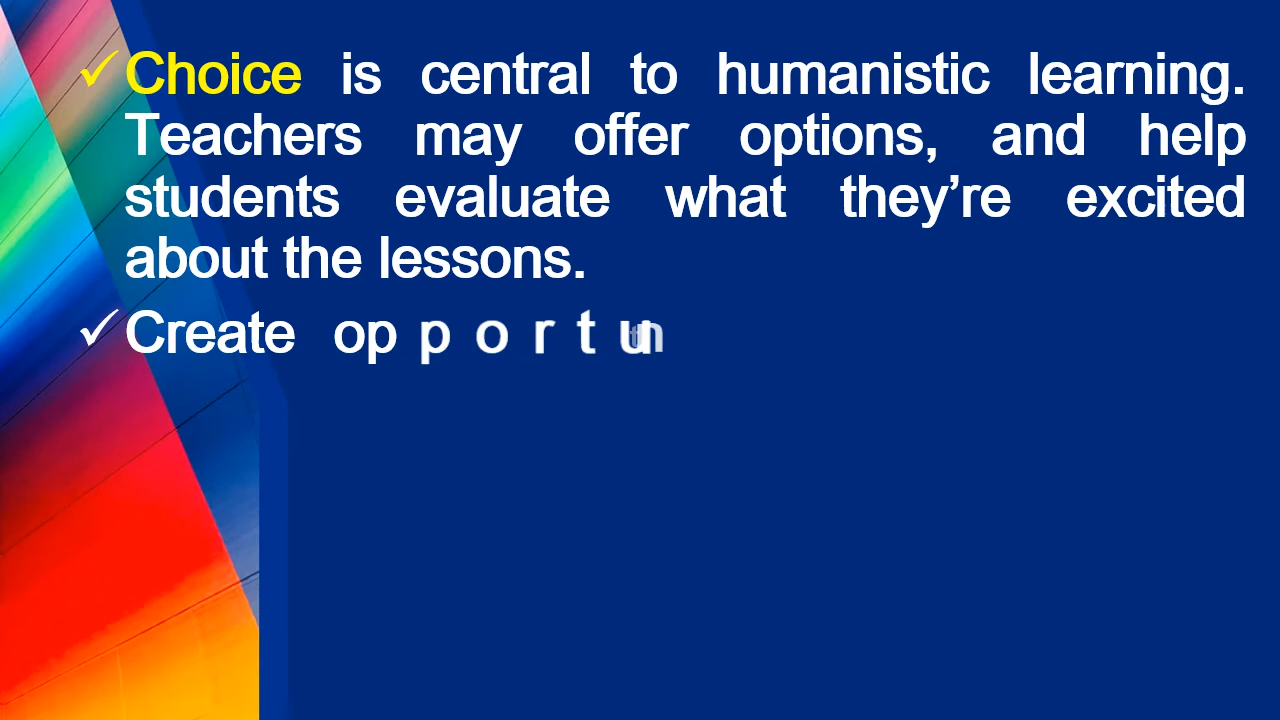 ✓Choice is central to humanistic learning.
Teachers may offer options, and help
students evaluate what they’re excited
about the lessons.
✓Create